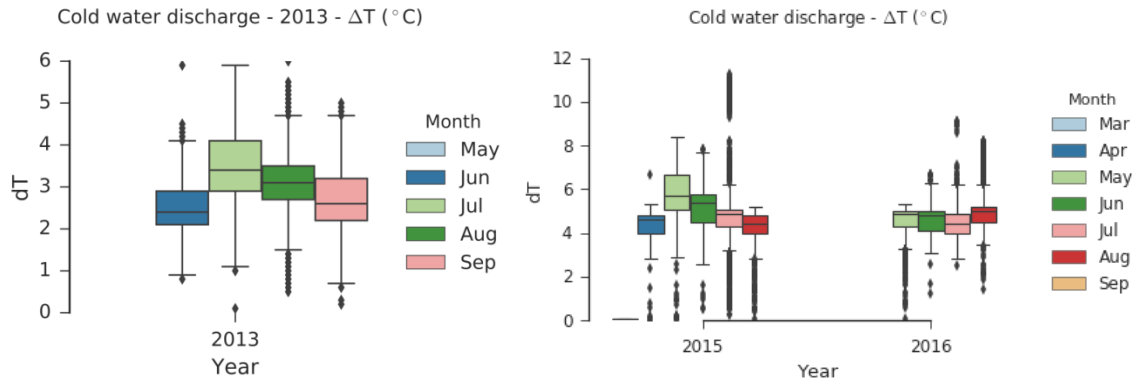 Cold water discharge - 2013 - ΔT (°C)
6
5
4
3
2
1
0
dT
2013
Year
Month
May
Jun
Jul
Aug
Sep
Cold water discharge - ΔT (°C)
12
10
8
6
4
2
0
dT
2015
2016
Year
Month
Mar
Apr
May
Jun
Jul
Aug
Sep